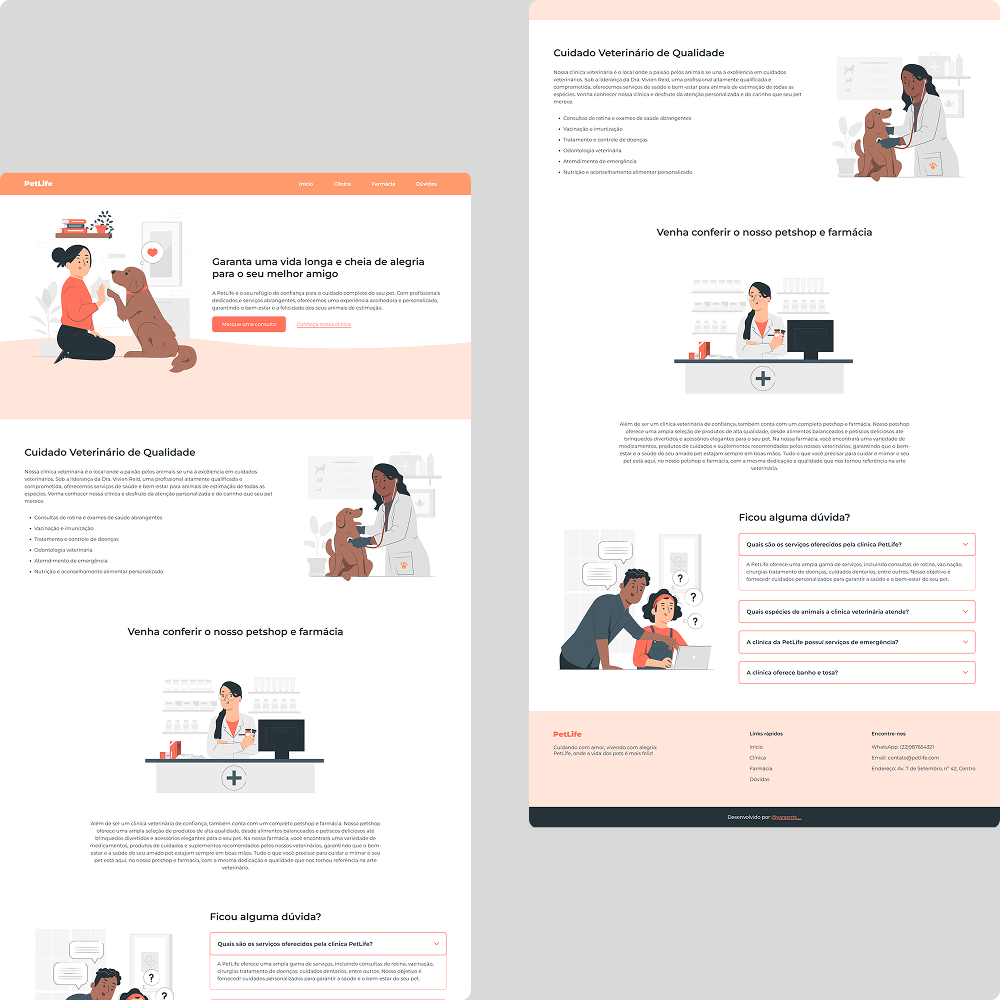 PetLife
Início
Clínica
Farmácia
Dúvidas
Garanta uma vida longa e cheia de alegria
para o seu melhor amigo
A PetLife é o seu refúgio de confiança para o cuidado completo do seu pet. Com profissionais
dedicados e serviços abrangentes, oferecemos uma experiência acolhedora e personalizada,
garantindo o bem-estar e a felicidade dos seus animais de estimação.
Marque uma consulta
Conheça nossa clínica
Cuidado Veterinário de Qualidade
Nossa clínica veterinária é o local onde a paixão pelos animais se una à excelência em cuidados
veterinários. Sob a liderança da Dra. Vivien Reid, uma profissional altamente qualificada e
comprometida, oferecemos serviços de saúde e bem-estar para animais de estimação de todas as
espécies. Venha conhecer nossa clínica e desfrute da atenção personalizada e do carinho que seu pet
merece.
• Consultas de rotina e exames de saúde abrangentes
• Vacinação e imunização
• Tratamento e controle de doenças
• Odontologia veterinária
• Atendimento de emergência
• Nutrição e aconselhamento alimentar personalizado
Venha conferir o nosso petshop e farmácia
Além de ser um clínica veterinária de confiança, também conta com um completo petshop e farmácia. Nosso petshop
oferece uma ampla seleção de produtos de alta qualidade, desde alimentos balanceados e petiscos deliciosos até
brinquedos divertidos e acessórios elegantes para o seu pet. Na nossa farmácia, você encontrará uma variedade de
medicamentos, produtos de cuidados e suplementos recomendados pelos nossos veterinários, garantindo que o bem-
estar e a saúde do seu amado pet estajam sempre em boas mãos. Tudo o que você precisar para cuidar e mimar o seu
pet está aqui, no nosso petshop e farmácia, com a mesma dedicação e qualidade que nos tornou referência na arte
veterinária.
Ficou alguma dúvida?
Quais são os serviços oferecidos pela clínica PetLife?
A PetLife oferece uma ampla gama de serviços, incluindo consultas de rotina, vacinação,
cirurgias tratamento de doenças, cuidados dentários, entre outros. Nosso objetivo é
fornecedr cuidados personalizados para garantir a saúde e o bem-estar do seu pet.
Cuidado Veterinário de Qualidade
Nossa clínica veterinária é o local onde a paixão pelos animais se una à excelência em cuidados
veterinários. Sob a liderança da Dra. Vivien Reid, uma profissional altamente qualificada e
comprometida, oferecemos serviços de saúde e bem-estar para animais de estimação de todas as
espécies. Venha conhecer nossa clínica e desfrute da atenção personalizada e do carinho que seu pet
merece.
• Consultas de rotina e exames de saúde abrangentes
• Vacinação e imunização
• Tratamento e controle de doenças
• Odontologia veterinária
• Atendimento de emergência
• Nutrição e aconselhamento alimentar personalizado
Venha conferir o nosso petshop e farmácia
Além de ser um clínica veterinária de confiança, também conta com um completo petshop e farmácia. Nosso petshop
oferece uma ampla seleção de produtos de alta qualidade, desde alimentos balanceados e petiscos deliciosos até
brinquedos divertidos e acessórios elegantes para o seu pet. Na nossa farmácia, você encontrará uma variedade de
medicamentos, produtos de cuidados e suplementos recomendados pelos nossos veterinários, garantindo que o bem-
estar e a saúde do seu amado pet estajam sempre em boas mãos. Tudo o que você precisar para cuidar e mimar o seu
pet está aqui, no nosso petshop e farmácia, com a mesma dedicação e qualidade que nos tornou referência na arte
veterinária.
Ficou alguma dúvida?
Quais são os serviços oferecidos pela clínica PetLife?
A PetLife oferece uma ampla gama de serviços, incluindo consultas de rotina, vacinação,
cirurgias tratamento de doenças, cuidados dentários, entre outros. Nosso objetivo é
fornecedr cuidados personalizados para garantir a saúde e o bem-estar do seu pet.
Quais espécies de animais a clínica veterinária atende?
A clínica da PetLife possuí serviços de emergência?
A clínica oferece banho e tosa?
PetLife
Cuidando com amor, vivendo com alegria!
PetLife, onde a vida dos pets é mais feliz!
Links rápidos
Início
Clínica
Farmácia
Dúvidas
Encontre-nos
WhatsApp: (22)987654321
Email: contato@petlife.com
Endereço: Av. 7 de Setembro, nº 42, Centro
Desenvolvido por